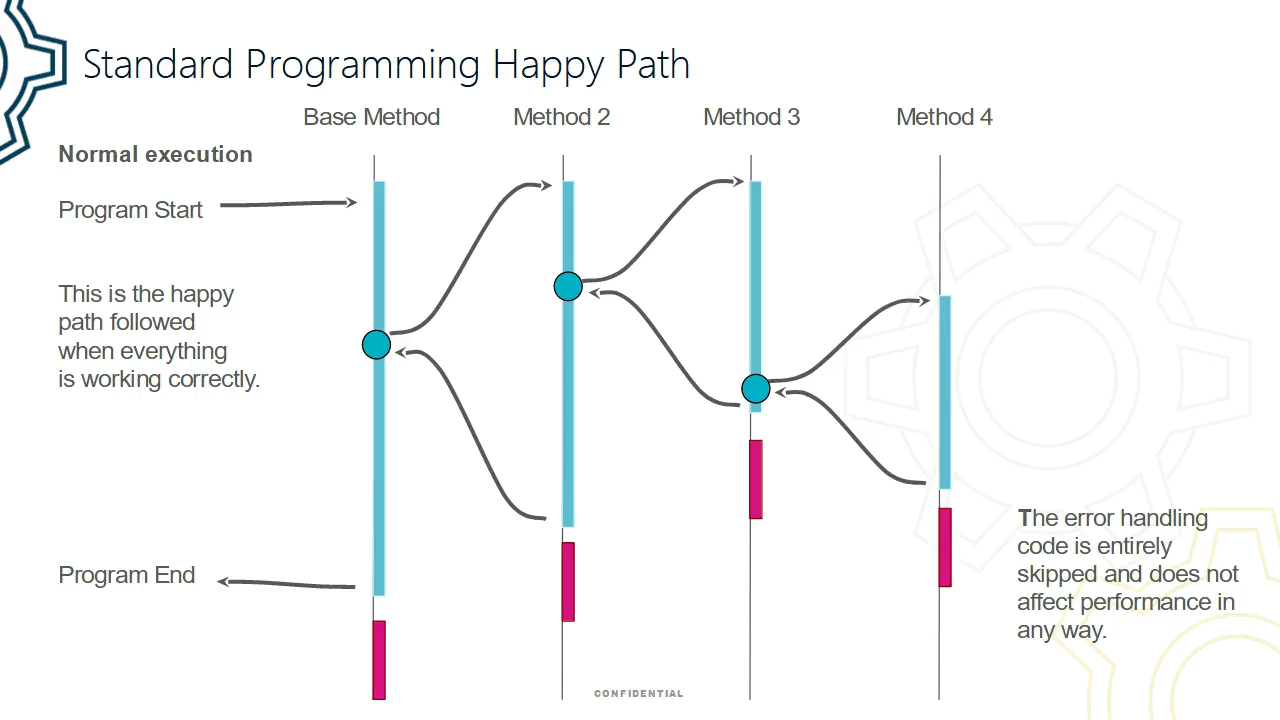 Standard Programming Happy Path
Base Method
Method 2
Method 3
Method 4
Normal execution
Program Start
This is the happy
path followed
when everything
is working correctly.
Program End
The error handling
code is entirely
skipped and does not
affect performance in
any way.
CONFIDENTIAL